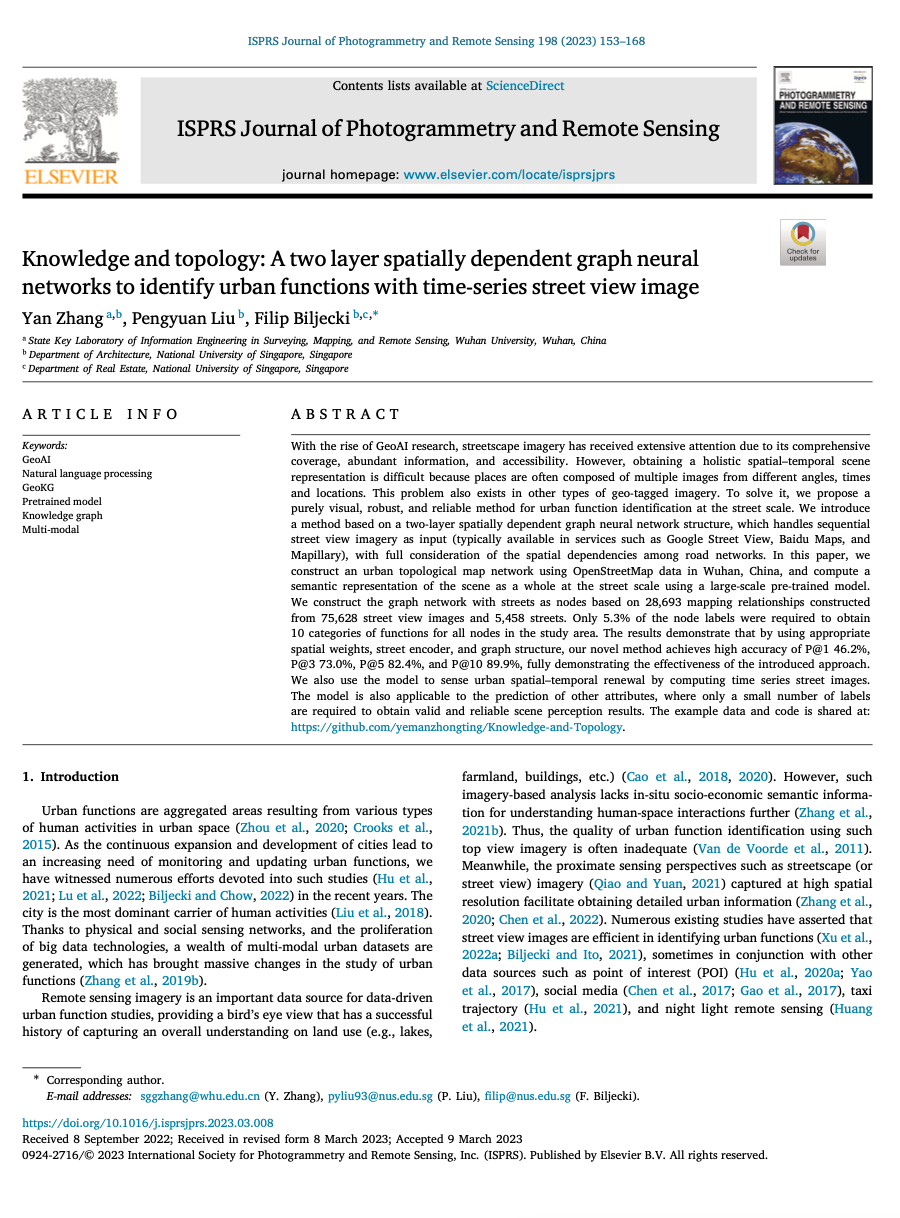 ISPRS Journal of Photogrammetry and Remote Sensing 198 (2023) 153–168
Contents lists available at ScienceDirect
ISPRS Journal of Photogrammetry and Remote Sensing
journal homepage: www.elsevier.com/locate/isprsjprs
ELSEVIER
PHOTOGRAMMETRY
AND REMOTE SENSING
Check for
updates
Knowledge and topology: A two layer spatially dependent graph neural
networks to identify urban functions with time-series street view image
Yan Zhang a,b, Pengyuan Liu b, Filip Biljecki b,c,*
a State Key Laboratory of Information Engineering in Surveying, Mapping, and Remote Sensing, Wuhan University, Wuhan, China
b Department of Architecture, National University of Singapore, Singapore
c Department of Real Estate, National University of Singapore, Singapore
ARTICLE INFO
Keywords:
GeoAI
Natural language processing
GeoKG
Pretrained model
Knowledge graph
Multi-modal
ABSTRACT
With the rise of GeoAI research, streetscape imagery has received extensive attention due to its comprehensive
coverage, abundant information, and accessibility. However, obtaining a holistic spatial–temporal scene
representation is difficult because places are often composed of multiple images from different angles, times
and locations. This problem also exists in other types of geo-tagged imagery. To solve it, we propose a
purely visual, robust, and reliable method for urban function identification at the street scale. We introduce
a method based on a two-layer spatially dependent graph neural network structure, which handles sequential
street view imagery as input (typically available in services such as Google Street View, Baidu Maps, and
Mapillary), with full consideration of the spatial dependencies among road networks. In this paper, we
construct an urban topological map network using OpenStreetMap data in Wuhan, China, and compute a
semantic representation of the scene as a whole at the street scale using a large-scale pre-trained model.
We construct the graph network with streets as nodes based on 28,693 mapping relationships constructed
from 75,628 street view images and 5,458 streets. Only 5.3% of the node labels were required to obtain
10 categories of functions for all nodes in the study area. The results demonstrate that by using appropriate
spatial weights, street encoder, and graph structure, our novel method achieves high accuracy of P@1 46.2%,
P@3 73.0%, P@5 82.4%, and P@10 89.9%, fully demonstrating the effectiveness of the introduced approach.
We also use the model to sense urban spatial–temporal renewal by computing time series street images.
The model is also applicable to the prediction of other attributes, where only a small number of labels
are required to obtain valid and reliable scene perception results. The example data and code is shared at:
https://github.com/yemanzhongting/Knowledge-and-Topology.
1. Introduction
Urban functions are aggregated areas resulting from various types
of human activities in urban space (Zhou et al., 2020; Crooks et al.,
2015). As the continuous expansion and development of cities lead to
an increasing need of monitoring and updating urban functions, we
have witnessed numerous efforts devoted into such studies (Hu et al.,
2021; Lu et al., 2022; Biljecki and Chow, 2022) in the recent years. The
city is the most dominant carrier of human activities (Liu et al., 2018).
Thanks to physical and social sensing networks, and the proliferation
of big data technologies, a wealth of multi-modal urban datasets are
generated, which has brought massive changes in the study of urban
functions (Zhang et al., 2019b).
Remote sensing imagery is an important data source for data-driven
urban function studies, providing a bird's eye view that has a successful
history of capturing an overall understanding on land use (e.g., lakes,
farmland, buildings, etc.) (Cao et al., 2018, 2020). However, such
imagery-based analysis lacks in-situ socio-economic semantic informa-
tion for understanding human-space interactions further (Zhang et al.,
2021b). Thus, the quality of urban function identification using such
top view imagery is often inadequate (Van de Voorde et al., 2011).
Meanwhile, the proximate sensing perspectives such as streetscape (or
street view) imagery (Qiao and Yuan, 2021) captured at high spatial
resolution facilitate obtaining detailed urban information (Zhang et al.,
2020; Chen et al., 2022). Numerous existing studies have asserted that
street view images are efficient in identifying urban functions (Xu et al.,
2022a; Biljecki and Ito, 2021), sometimes in conjunction with other
data sources such as point of interest (POI) (Hu et al., 2020a; Yao
et al., 2017), social media (Chen et al., 2017; Gao et al., 2017), taxi
trajectory (Hu et al., 2021), and night light remote sensing (Huang
et al., 2021).
* Corresponding author.
E-mail addresses: sggzhang@whu.edu.cn (Y. Zhang), pyliu93@nus.edu.sg (P. Liu), filip@nus.edu.sg (F. Biljecki).
https://doi.org/10.1016/j.isprsjprs.2023.03.008
Received 8 September 2022; Received in revised form 8 March 2023; Accepted 9 March 2023
0924-2716/© 2023 International Society for Photogrammetry and Remote Sensing, Inc. (ISPRS). Published by Elsevier B.V. All rights reserved.